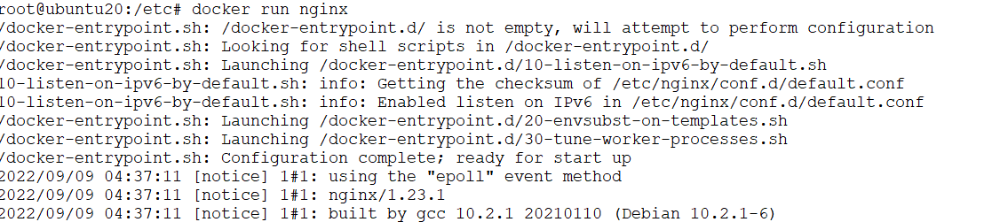 root@ubuntu20:/etc# docker run nginx
/docker-entrypoint.sh: /docker-entrypoint.d/ is not empty, will attempt to perform configuration
/docker-entrypoint.sh: Looking for shell scripts in /docker-entrypoint.d/
/docker-entrypoint.sh: Launching /docker-entrypoint.d/10-listen-on-ipv6-by-default.sh
10-listen-on-ipv6-by-default.sh: info: Getting the checksum of /etc/nginx/conf.d/default.conf
10-listen-on-ipv6-by-default.sh: info: Enabled listen on IPv6 in /etc/nginx/conf.d/default.conf
/docker-entrypoint.sh: Launching /docker-entrypoint.d/20-envsubst-on-templates.sh
/docker-entrypoint.sh: Launching /docker-entrypoint.d/30-tune-worker-processes.sh
/docker-entrypoint.sh: Configuration complete; ready for start up
2022/09/09 04:37:11 [notice] 1#1: using the "epoll" event method
2022/09/09 04:37:11 [notice] 1#1: nginx/1.23.1
2022/09/09 04:37:11 [notice] 1#1: built by gcc 10.2.1 20210110 (Debian 10.2.1-6)